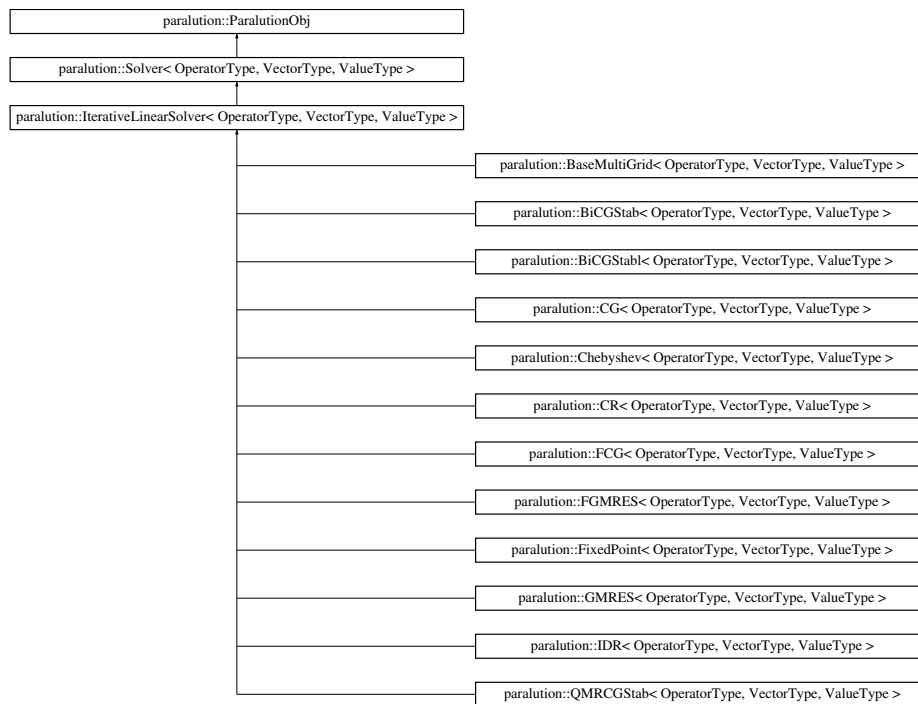 paralution::ParalutionObj
paralution::Solver< OperatorType, VectorType, ValueType >
paralution::IterativeLinearSolver< OperatorType, VectorType, ValueType >
paralution::BaseMultiGrid< OperatorType, VectorType, ValueType >
paralution::BiCGStab< OperatorType, VectorType, ValueType >
paralution::BiCGStabl< OperatorType, VectorType, ValueType >
paralution::CG< OperatorType, VectorType, ValueType >
paralution::Chebyshev< OperatorType, VectorType, ValueType >
paralution::CR< OperatorType, VectorType, ValueType >
paralution::FCG< OperatorType, VectorType, ValueType >
paralution::FGMRES< OperatorType, VectorType, ValueType >
paralution::FixedPoint< OperatorType, VectorType, ValueType >
paralution::GMRES< OperatorType, VectorType, ValueType >
paralution::IDR< OperatorType, VectorType, ValueType >
paralution::QMRCGStab< OperatorType, VectorType, ValueType >